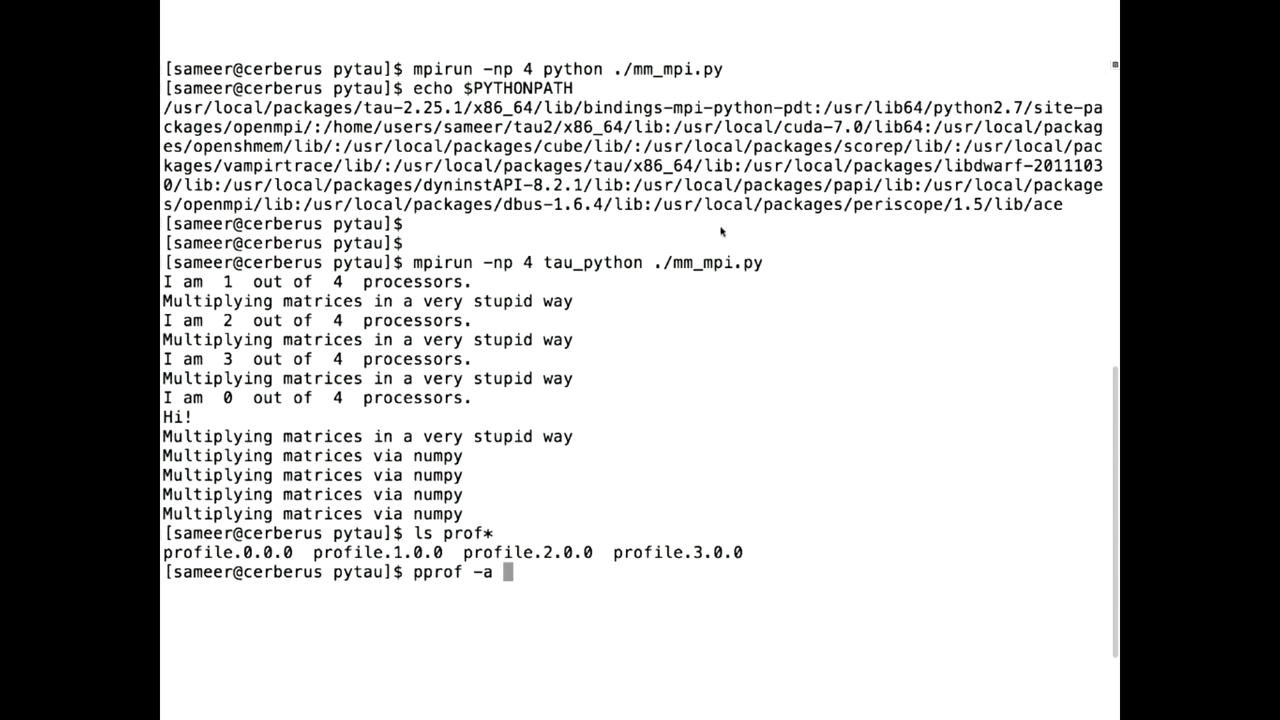 [sameer@cerberus pytau]$ mpirun -np 4 python ./mm_mpi.py
[sameer@cerberus pytau]$ echo $PYTHONPATH
/usr/local/packages/tau-2.25.1/x86_64/lib/bindings-mpi-python-pdt:/usr/lib64/python2.7/site-pa
ckages/openmpi/:/home/users/sameer/tau2/x86_64/lib:/usr/local/cuda-7.0/lib64:/usr/local/packag
es/openshmem/lib/:/usr/local/packages/cube/lib/:/usr/local/packages/scorep/lib/:/usr/local/pac
kages/vampirtrace/lib/:/usr/local/packages/tau/x86_64/lib:/usr/local/packages/libdwarf-2011103
0/lib:/usr/local/packages/dyninstAPI-8.2.1/lib:/usr/local/packages/papi/lib:/usr/local/package
s/openmpi/lib:/usr/local/packages/dbus-1.6.4/lib:/usr/local/packages/periscope/1.5/lib/ace
[sameer@cerberus pytau]$
[sameer@cerberus pytau]$
[sameer@cerberus pytau]$ mpirun -np 4 tau_python ./mm_mpi.py
I am  1  out of  4  processors.
Multiplying matrices in a very stupid way
I am  2  out of  4  processors.
Multiplying matrices in a very stupid way
I am  3  out of  4  processors.
Multiplying matrices in a very stupid way
I am  0  out of  4  processors.
Hi!
Multiplying matrices in a very stupid way
Multiplying matrices via numpy
Multiplying matrices via numpy
Multiplying matrices via numpy
Multiplying matrices via numpy
[sameer@cerberus pytau]$ ls prof*
profile.0.0.0  profile.1.0.0  profile.2.0.0  profile.3.0.0
[sameer@cerberus pytau]$ pprof -a